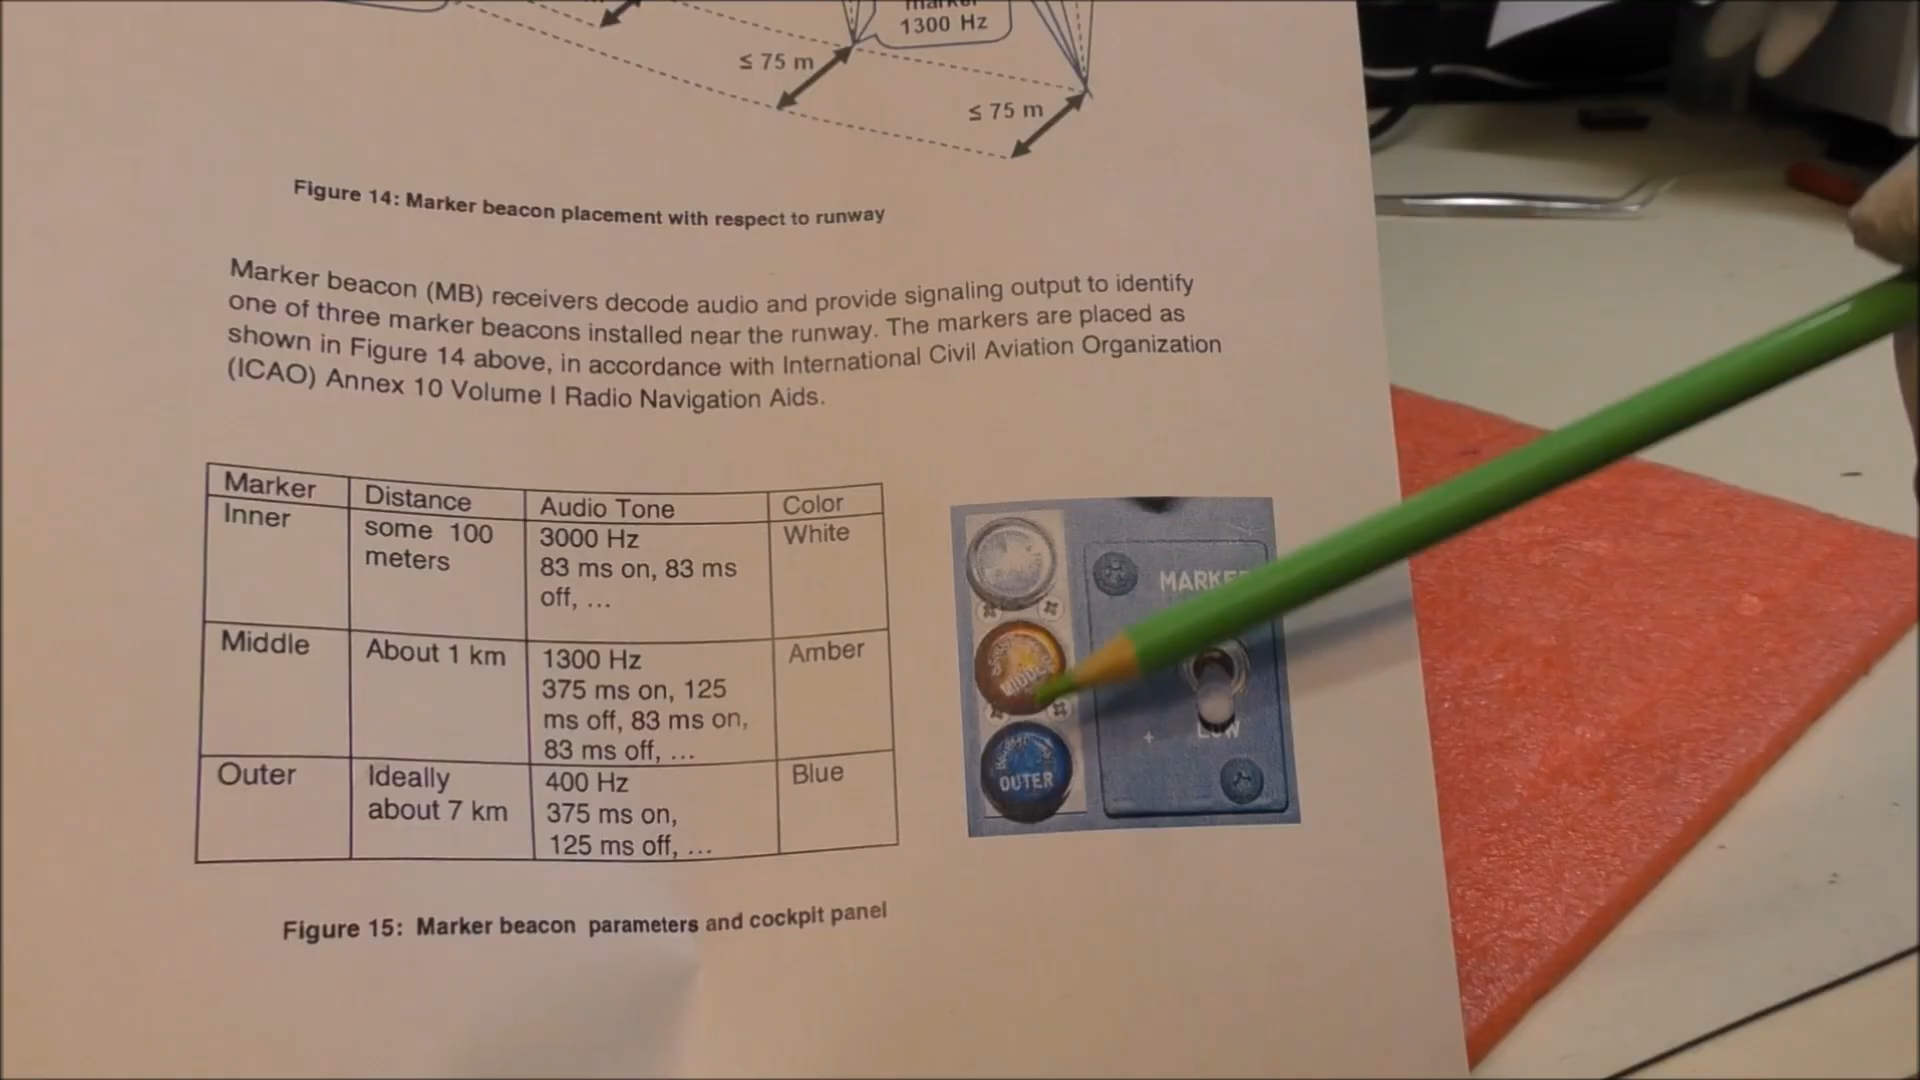 1300 Hz
≤ 75 m
≤ 75 m
Figure 14: Marker beacon placement with respect to runway
Marker beacon (MB) receivers decode audio and provide signaling output to identify
one of three marker beacons installed near the runway. The markers are placed as
shown in Figure 14 above, in accordance with International Civil Aviation Organization
(ICAO) Annex 10 Volume I Radio Navigation Aids.
Marker Distance Audio Tone Color
Inner some 100 3000 Hz White
meters 83 ms on, 83 ms
off, ...
Middle About 1 km 1300 Hz Amber
375 ms on, 125
ms off, 83 ms on,
83 ms off, ...
Outer Ideally 400 Hz Blue
about 7 km 375 ms on,
125 ms off, ...
MIDDL
OUTER
MARKE
LOW
Figure 15: Marker beacon parameters and cockpit panel